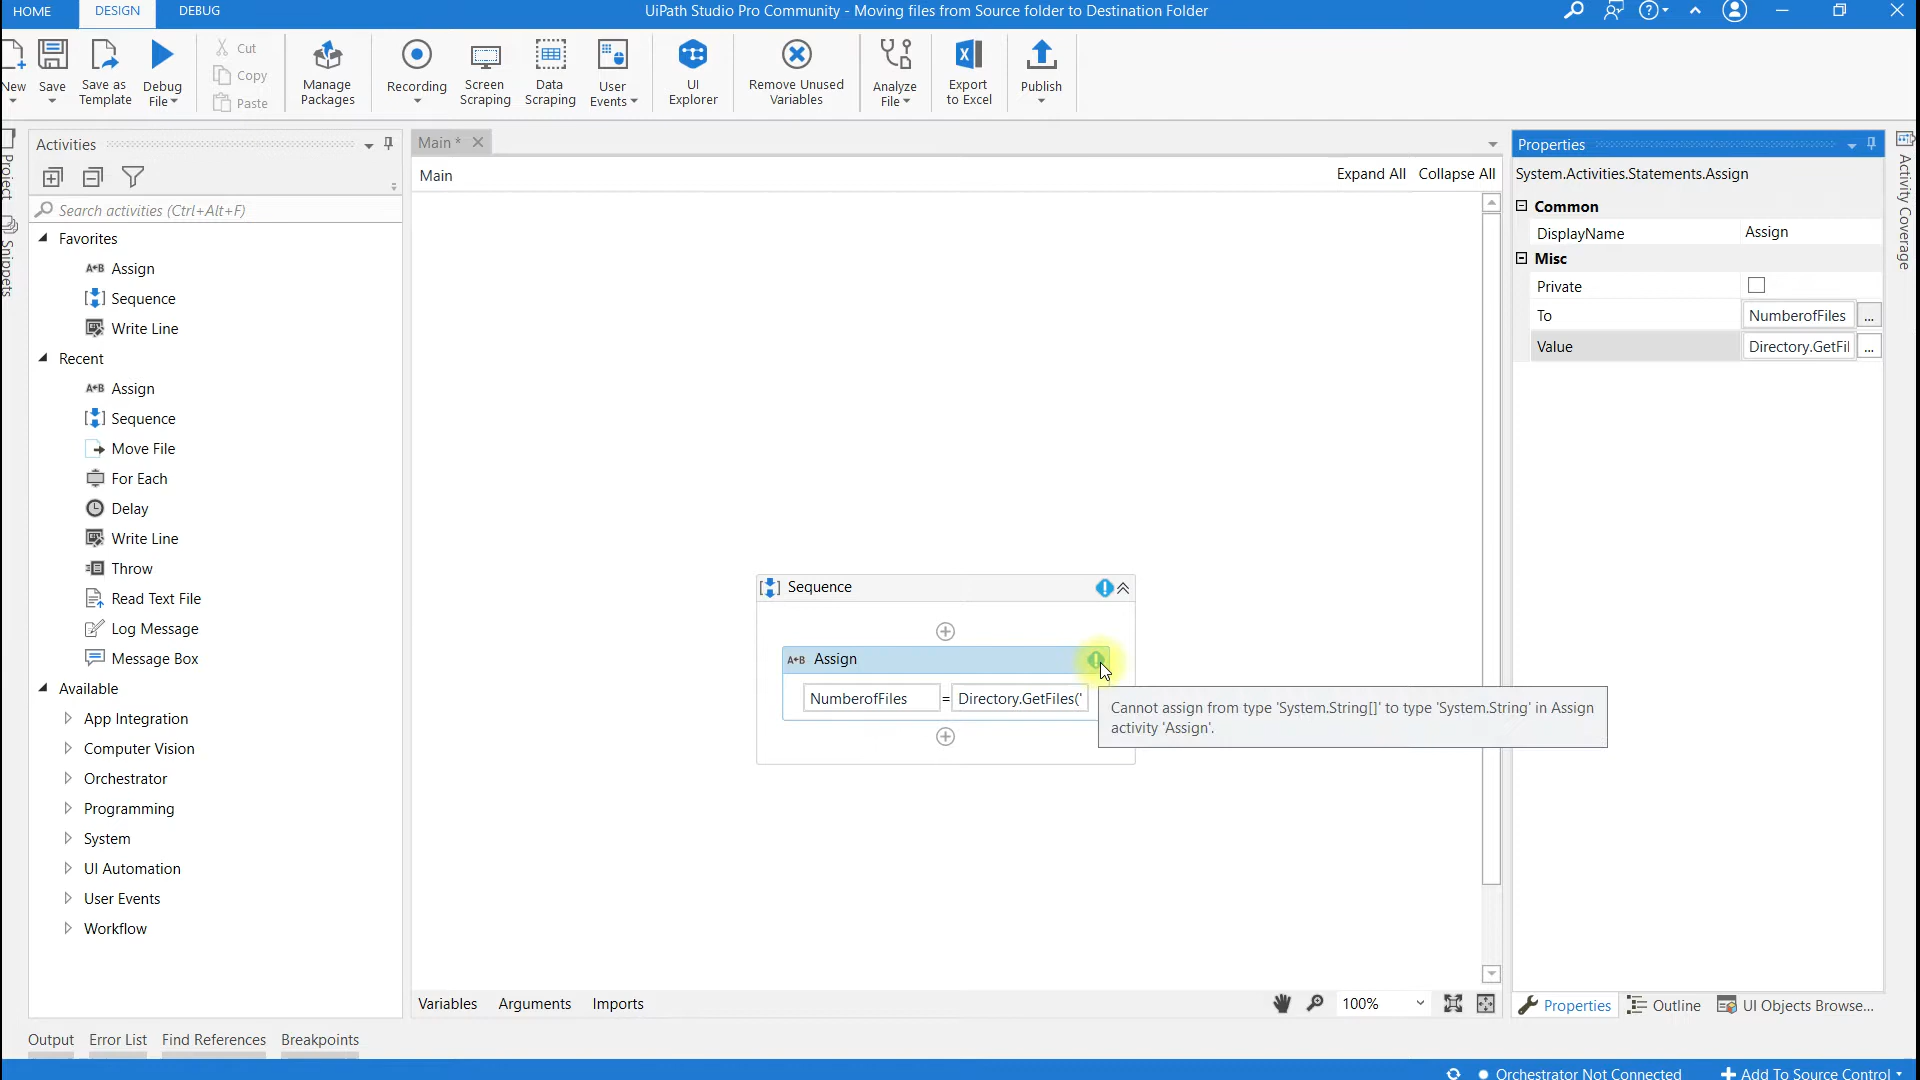 HOME
DESIGN
DEBUG
UiPath Studio Pro Community - Moving files from Source folder to Destination Folder
New
Save
Save as
Template
Debug
File
Cut
Copy
Paste
Manage
Packages
Recording
Screen
Scraping
Data
Scraping
User
Events
UI
Explorer
Remove Unused
Variables
Analyze
File
Export
to Excel
Publish
Project
Snippets
Activities
Search activities (Ctrl+Alt+F)
Favorites
Assign
Sequence
Write Line
Recent
Assign
Sequence
Move File
For Each
Delay
Write Line
Throw
Read Text File
Log Message
Message Box
Available
App Integration
Computer Vision
Orchestrator
Programming
System
UI Automation
User Events
Workflow
Main *
Main
Expand All
Collapse All
Sequence
A+B Assign
NumberofFiles = Directory.GetFiles('
Cannot assign from type 'System.String[]' to type 'System.String' in Assign
activity 'Assign'.
Variables
Arguments
Imports
100%
Properties
System.Activities.Statements.Assign
Common
DisplayName
Assign
Misc
Private
To
NumberofFiles
...
Value
Directory.GetFil
...
Activity Coverage
Properties
Outline
UI Objects Browse...
Output
Error List
Find References
Breakpoints
Orchestrator Not Connected
Add To Source Control